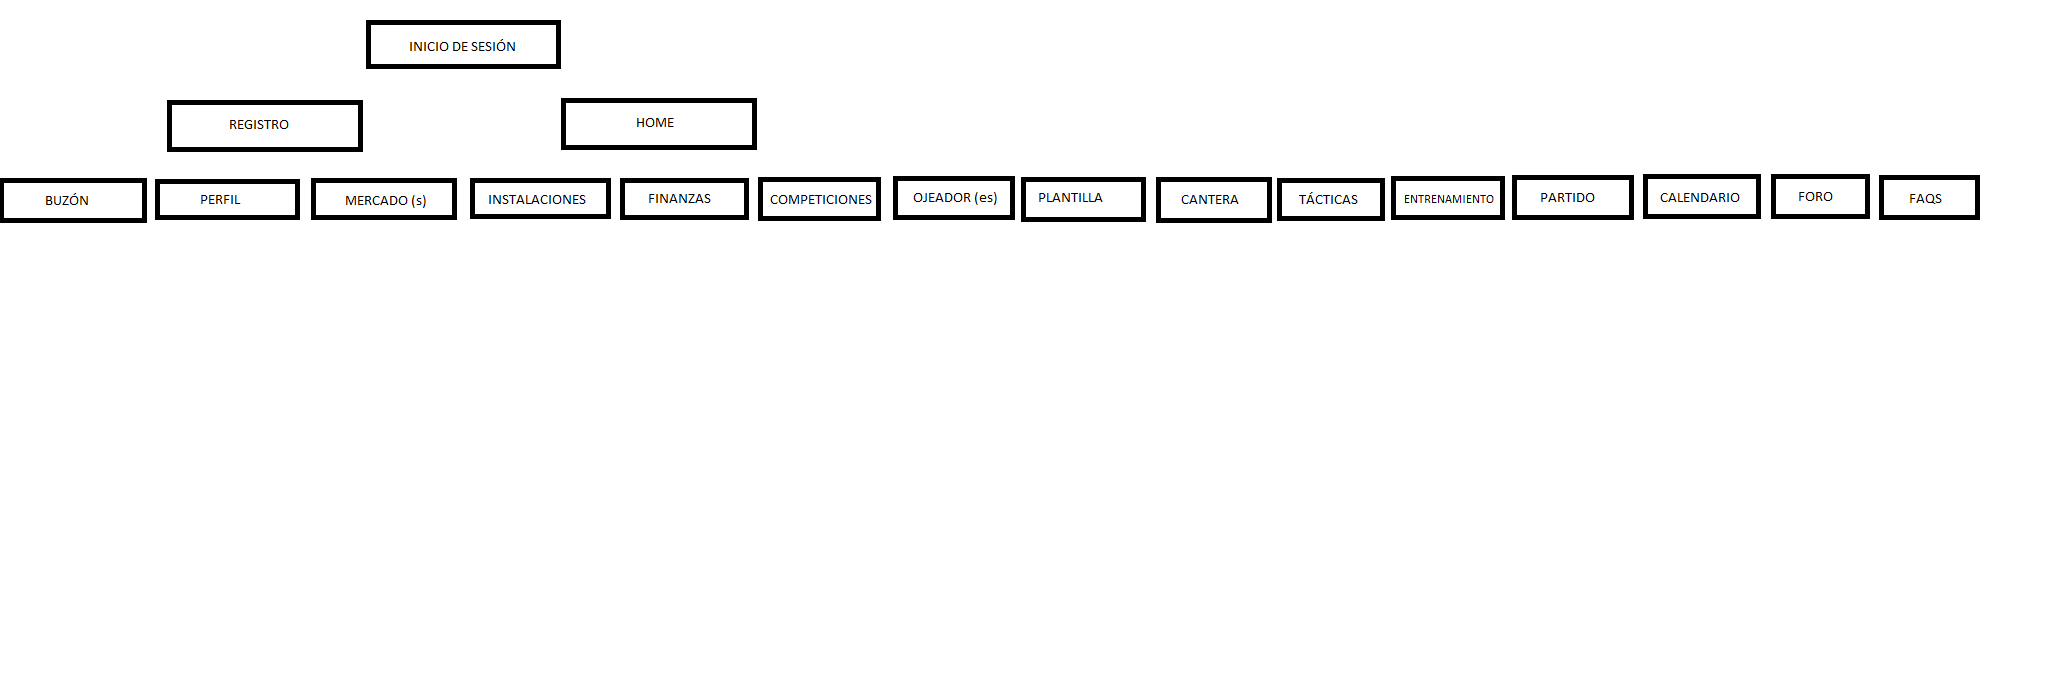 INICIO DE SESIÓN
REGISTRO
HOME
BUZÓN
PERFIL
MERCADO (s)
INSTALACIONES
FINANZAS
COMPETICIONES
OJEADOR (es)
PLANTILLA
CANTERA
TÁCTICAS
ENTRENAMIENTO
PARTIDO
CALENDARIO
FORO
FAQS